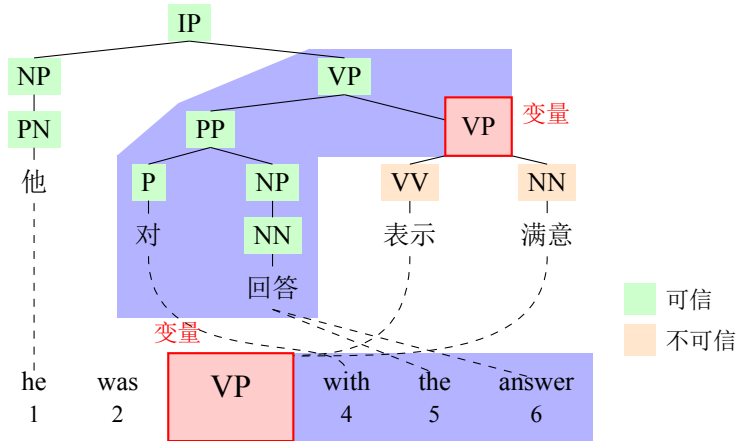 IP
NP VP
VP 变量
PN PP
P NP VV NN
他
对 NN 表示 满意
回答
可信
变量 不可信
he was VP with the answer
1 2 4 5 6